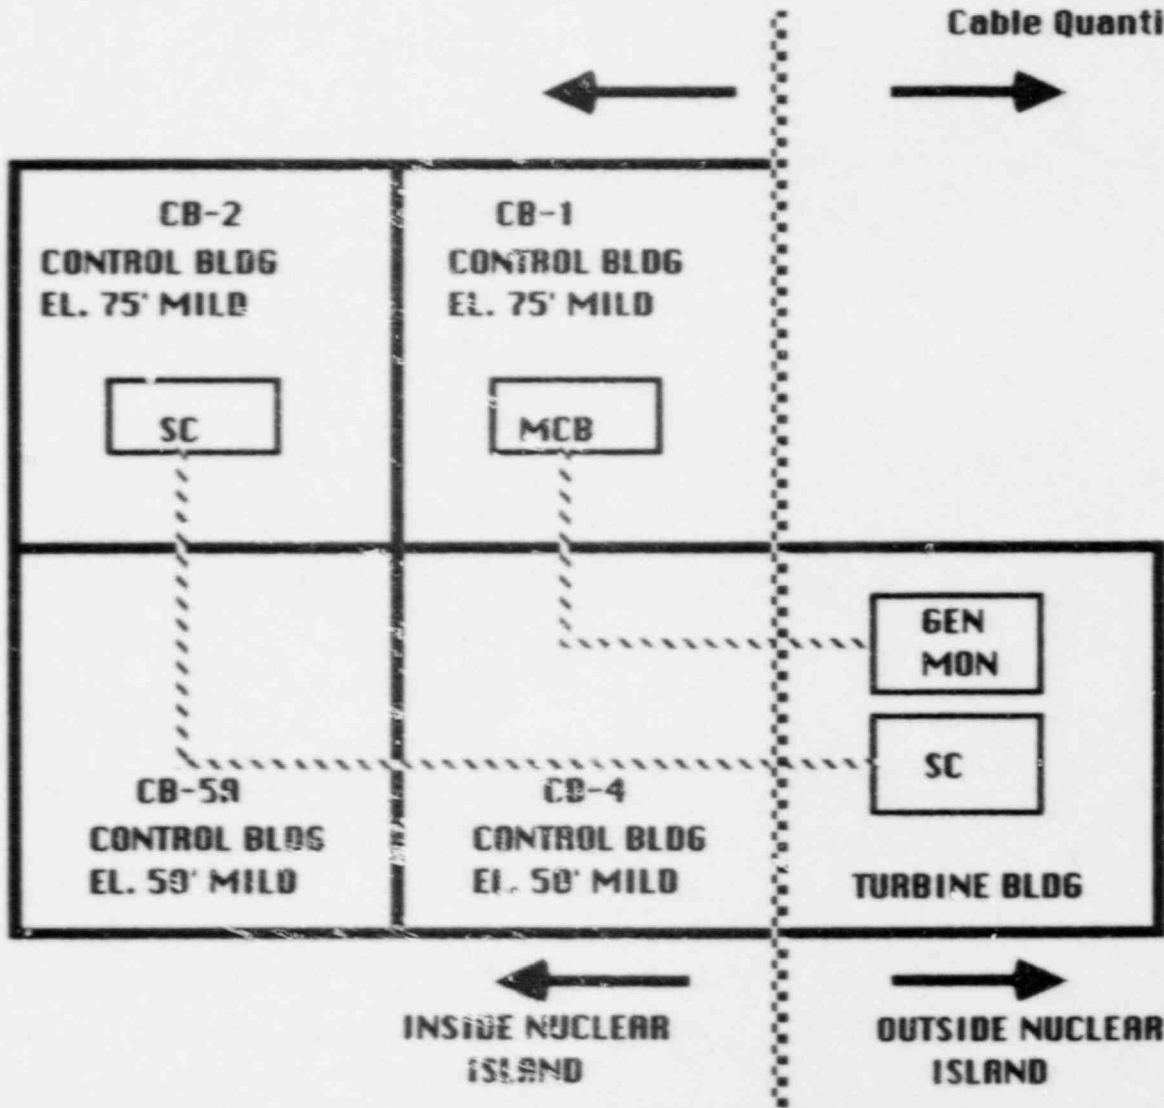 Cable Quanti
CB-2
CONTROL BLDG
EL. 75' MILD
CB-1
CONTROL BLDG
EL. 75' MILD
SC
MCB
GEN
MON
SC
CB-59
CONTROL BLDG
EL. 59' MILD
CB-4
CONTROL BLDG
EL. 50' MILD
TURBINE BLDG
INSIDE NUCLEAR
ISLAND
OUTSIDE NUCLEAR
ISLAND